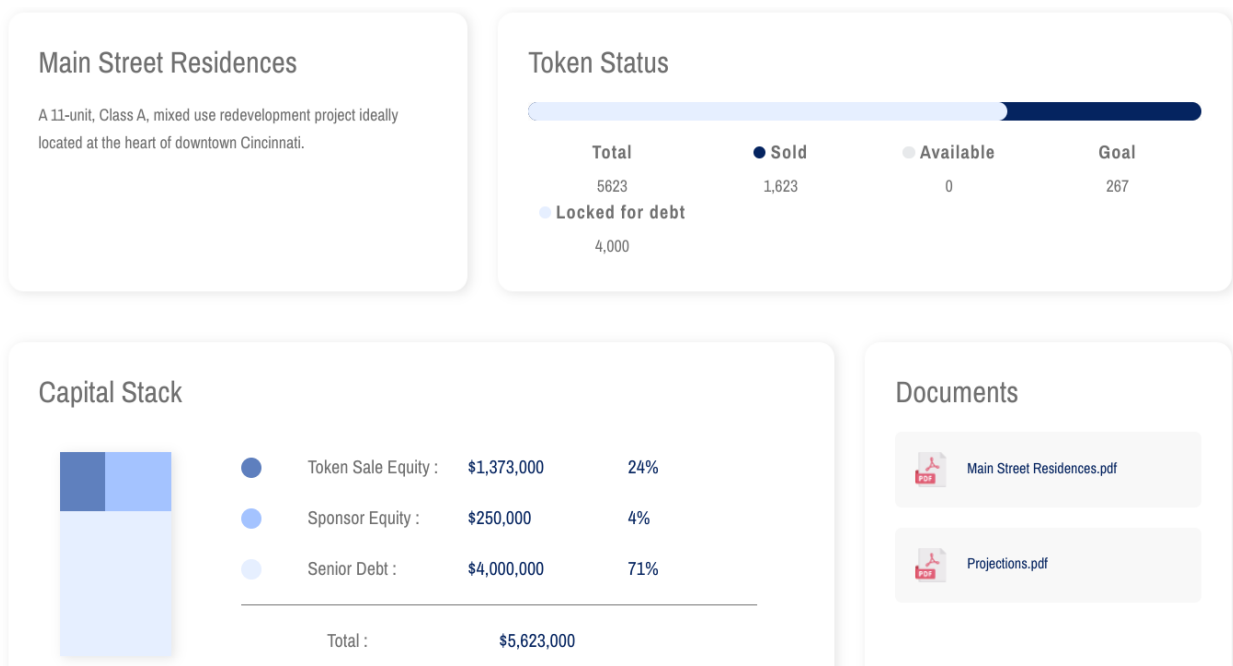 Main Street Residences
A 11-unit, Class A, mixed use redevelopment project ideally
located at the heart of downtown Cincinnati.
Token Status
Total Sold Available Goal
5623 1,623 0 267
Locked for debt
4,000
Capital Stack
Token Sale Equity : $1,373,000 24%
Sponsor Equity : $250,000 4%
Senior Debt : $4,000,000 71%
Total : $5,623,000
Documents
PDF Main Street Residences.pdf
PDF Projections.pdf